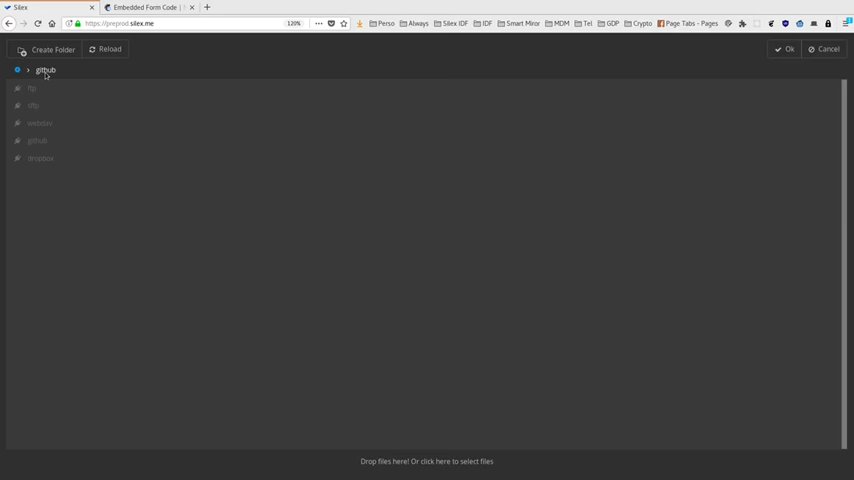 Silex
Embedded Form Code |
https://preprod.silex.me
120%
Perso
Always
Silex IDF
IDF
Smart Mirror
MDM
Tel
GDP
Crypto
Page Tabs - Pages
Create Folder
Reload
Ok
Cancel
github
ftp
sftp
webdav
github
dropbox
Drop files here! Or click here to select files